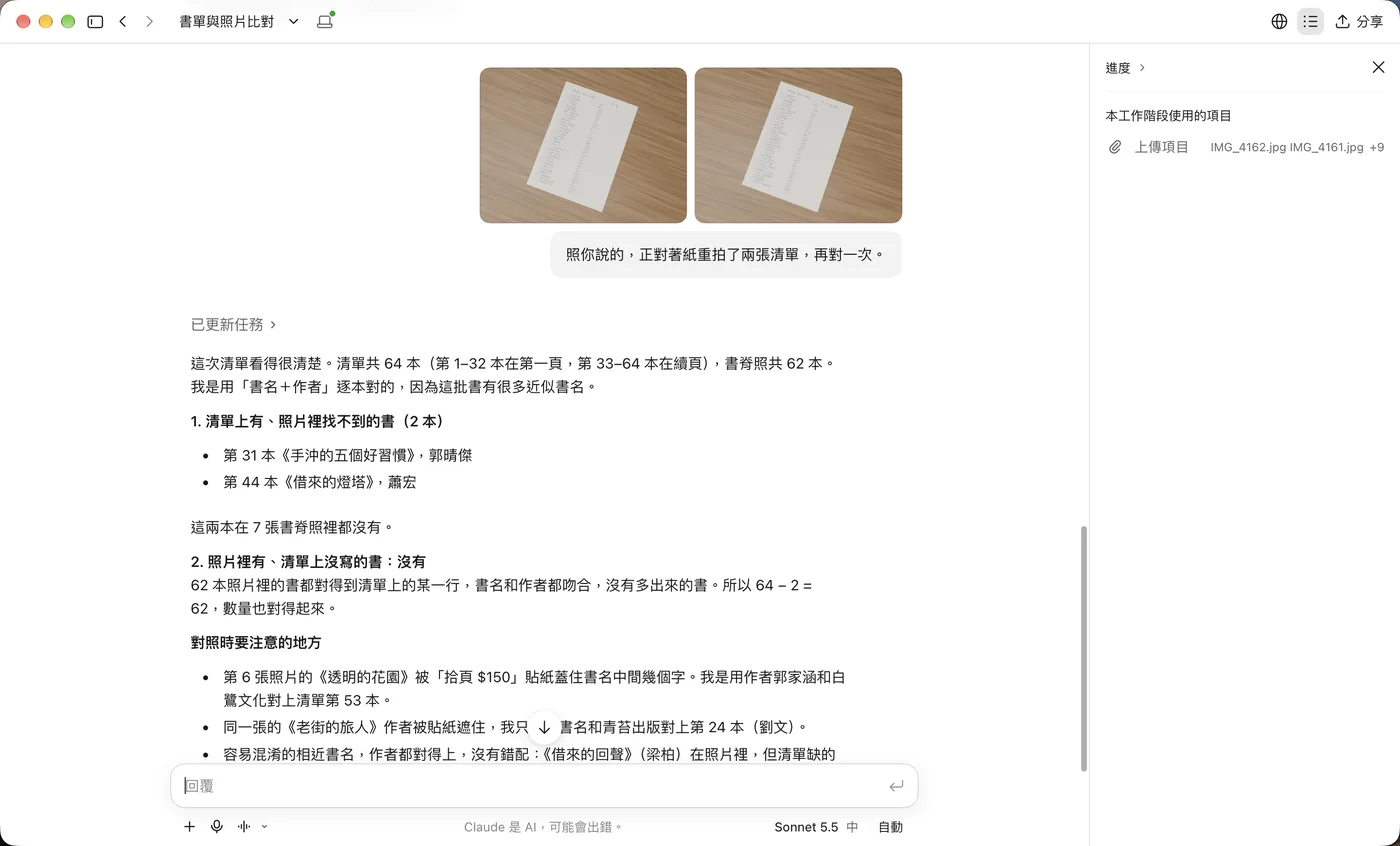 書單與照片比對
分享
照你說的，正對著紙重拍了兩張清單，再對一次。
已更新任務
這次清單看得很清楚。清單共 64 本（第 1–32 本在第一頁，第 33–64 本在續頁），書脊照共 62 本。
我是用「書名＋作者」逐本對的，因為這批書有很多近似書名。
1. 清單上有、照片裡找不到的書（2 本）
• 第 31 本《手沖的五個好習慣》，郭晴傑
• 第 44 本《借來的燈塔》，蕭宏
這兩本在 7 張書脊照裡都沒有。
2. 照片裡有、清單上沒寫的書：沒有
62 本照片裡的書都對得到清單上的某一行，書名和作者都吻合，沒有多出來的書。所以 64 − 2 =
62，數量也對得起來。
對照時要注意的地方
• 第 6 張照片的《透明的花園》被「拾頁 $150」貼紙蓋住書名中間幾個字。我是用作者郭家涵和白
鷺文化對上清單第 53 本。
• 同一張的《老街的旅人》作者被貼紙遮住，我只 書名和青苔出版對上第 24 本（劉文）。
• 容易混淆的相近書名，作者都對得上，沒有錯配：《借來的回聲》（梁柏）在照片裡，但清單缺的
回覆
Claude 是 AI，可能會出錯。
Sonnet 5.5 中 自動
進度
本工作階段使用的項目
上傳項目 IMG_4162.jpg IMG_4161.jpg +9